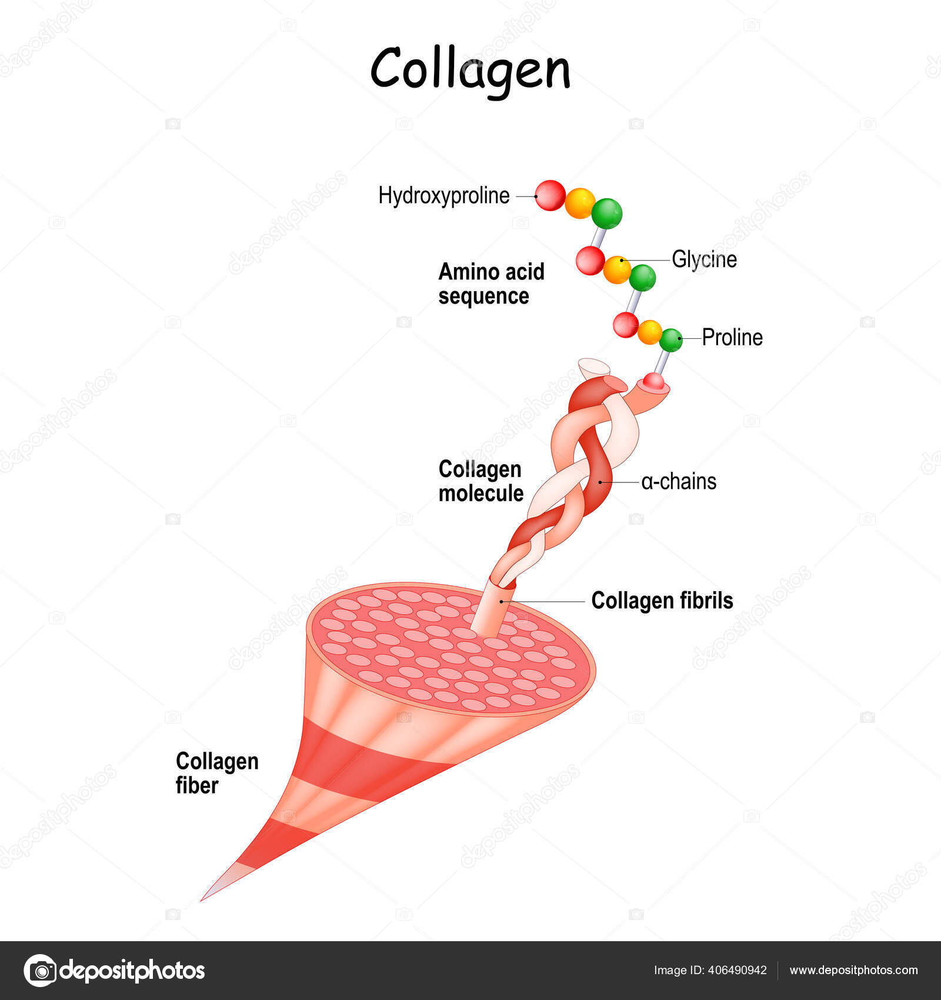 Collagen
Hydroxyproline
Glycine
Amino acid
sequence
Proline
Collagen
molecule
α-chains
Collagen fibrils
Collagen
fiber
depositphotos
Image ID: 406490942
www.depositphotos.com